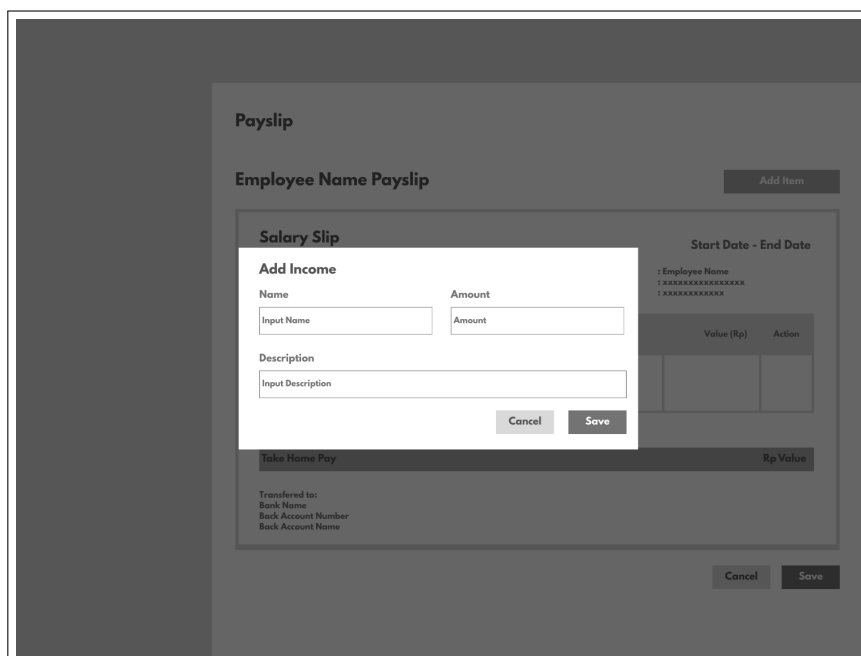 Payslip
Employee Name Payslip
Add Item
Salary Slip
Start Date - End Date
: Employee Name
: xxxxxxxxxxxxxxxx
: xxxxxxxxxxxx
Add Income
Name
Amount
Input Name
Amount
Description
Input Description
Cancel
Save
Value (Rp)
Action
Take Home Pay
Rp Value
Transfered to:
Bank Name
Back Account Number
Back Account Name
Cancel
Save